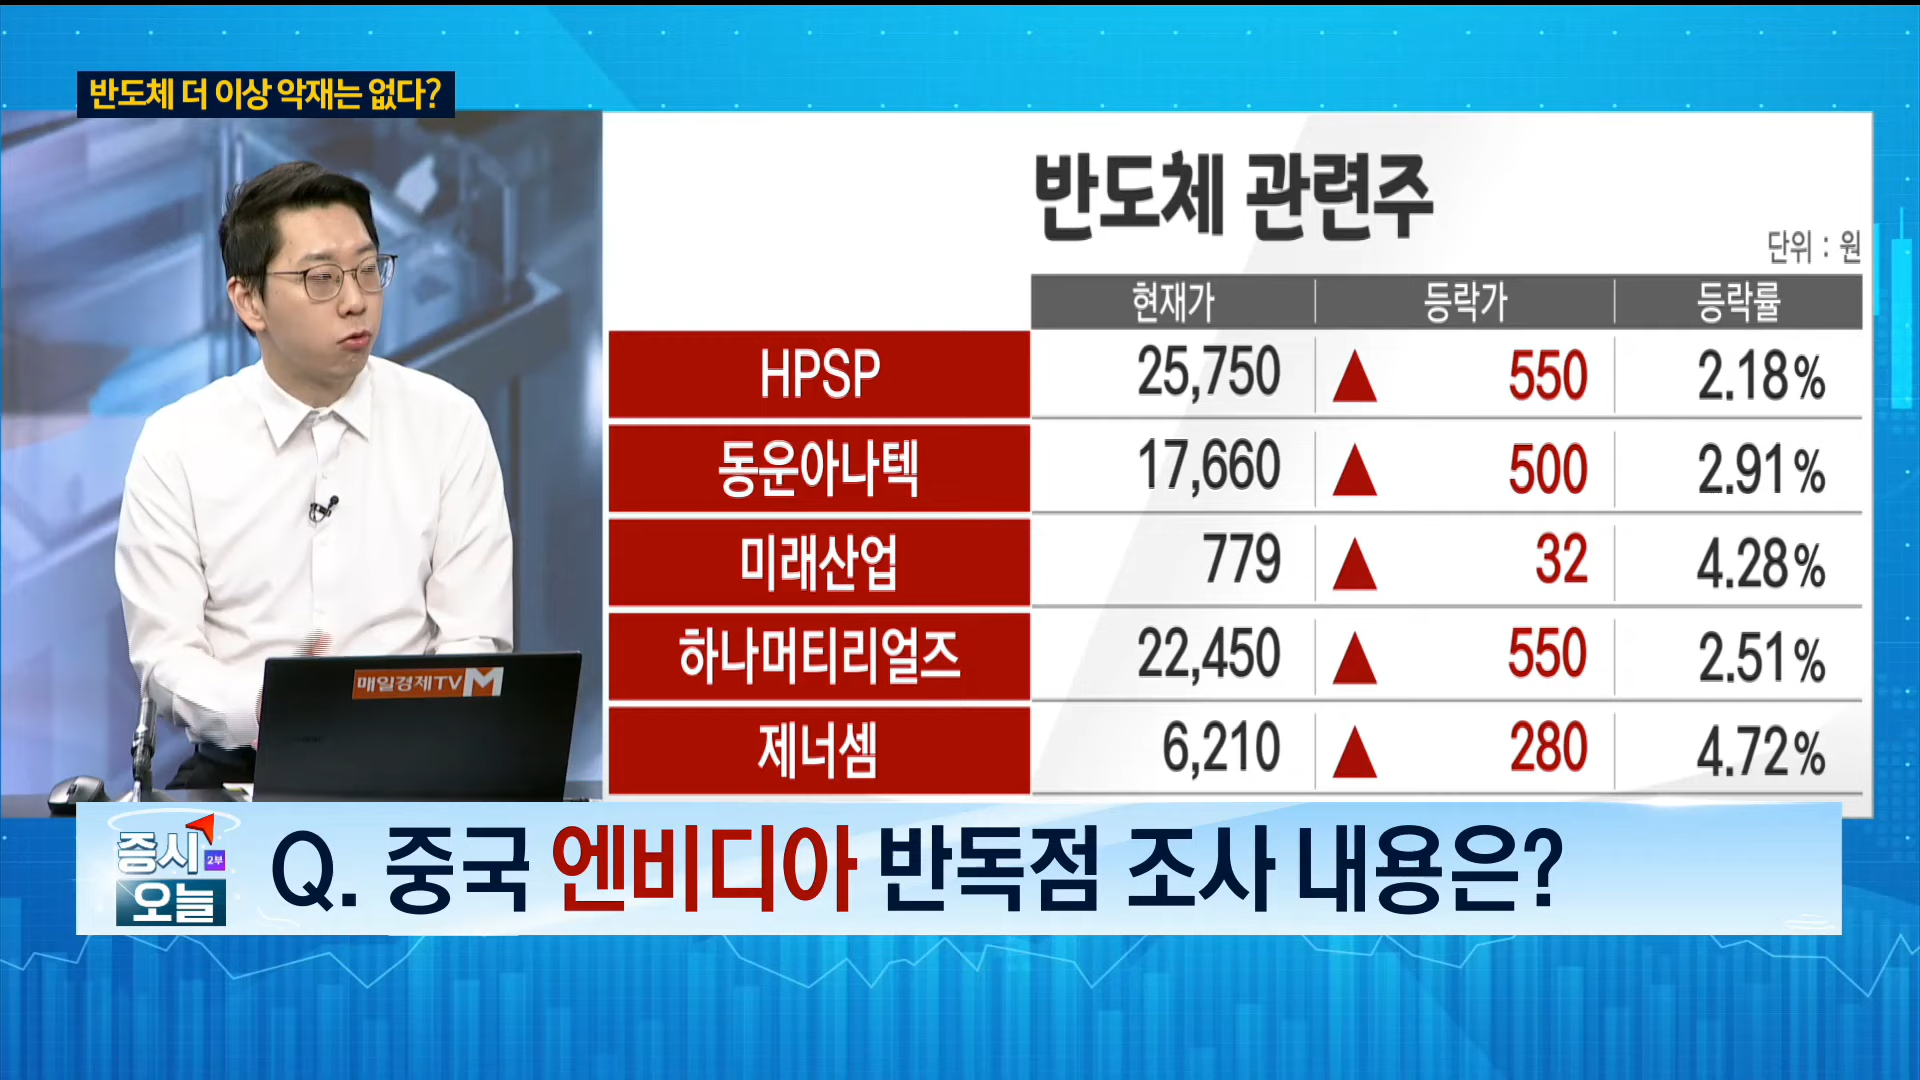 반도체 더 이상 악재는 없다?
반도체 관련주
단위 : 원
현재가 등락가 등락률
HPSP 25,750 ▲ 550 2.18%
동운아나텍 17,660 ▲ 500 2.91%
미래산업 779 ▲ 32 4.28%
하나머티리얼즈 22,450 ▲ 550 2.51%
제너셈 6,210 ▲ 280 4.72%
매일경제TV M
증시 2부
오늘
Q. 중국 엔비디아 반독점 조사 내용은?